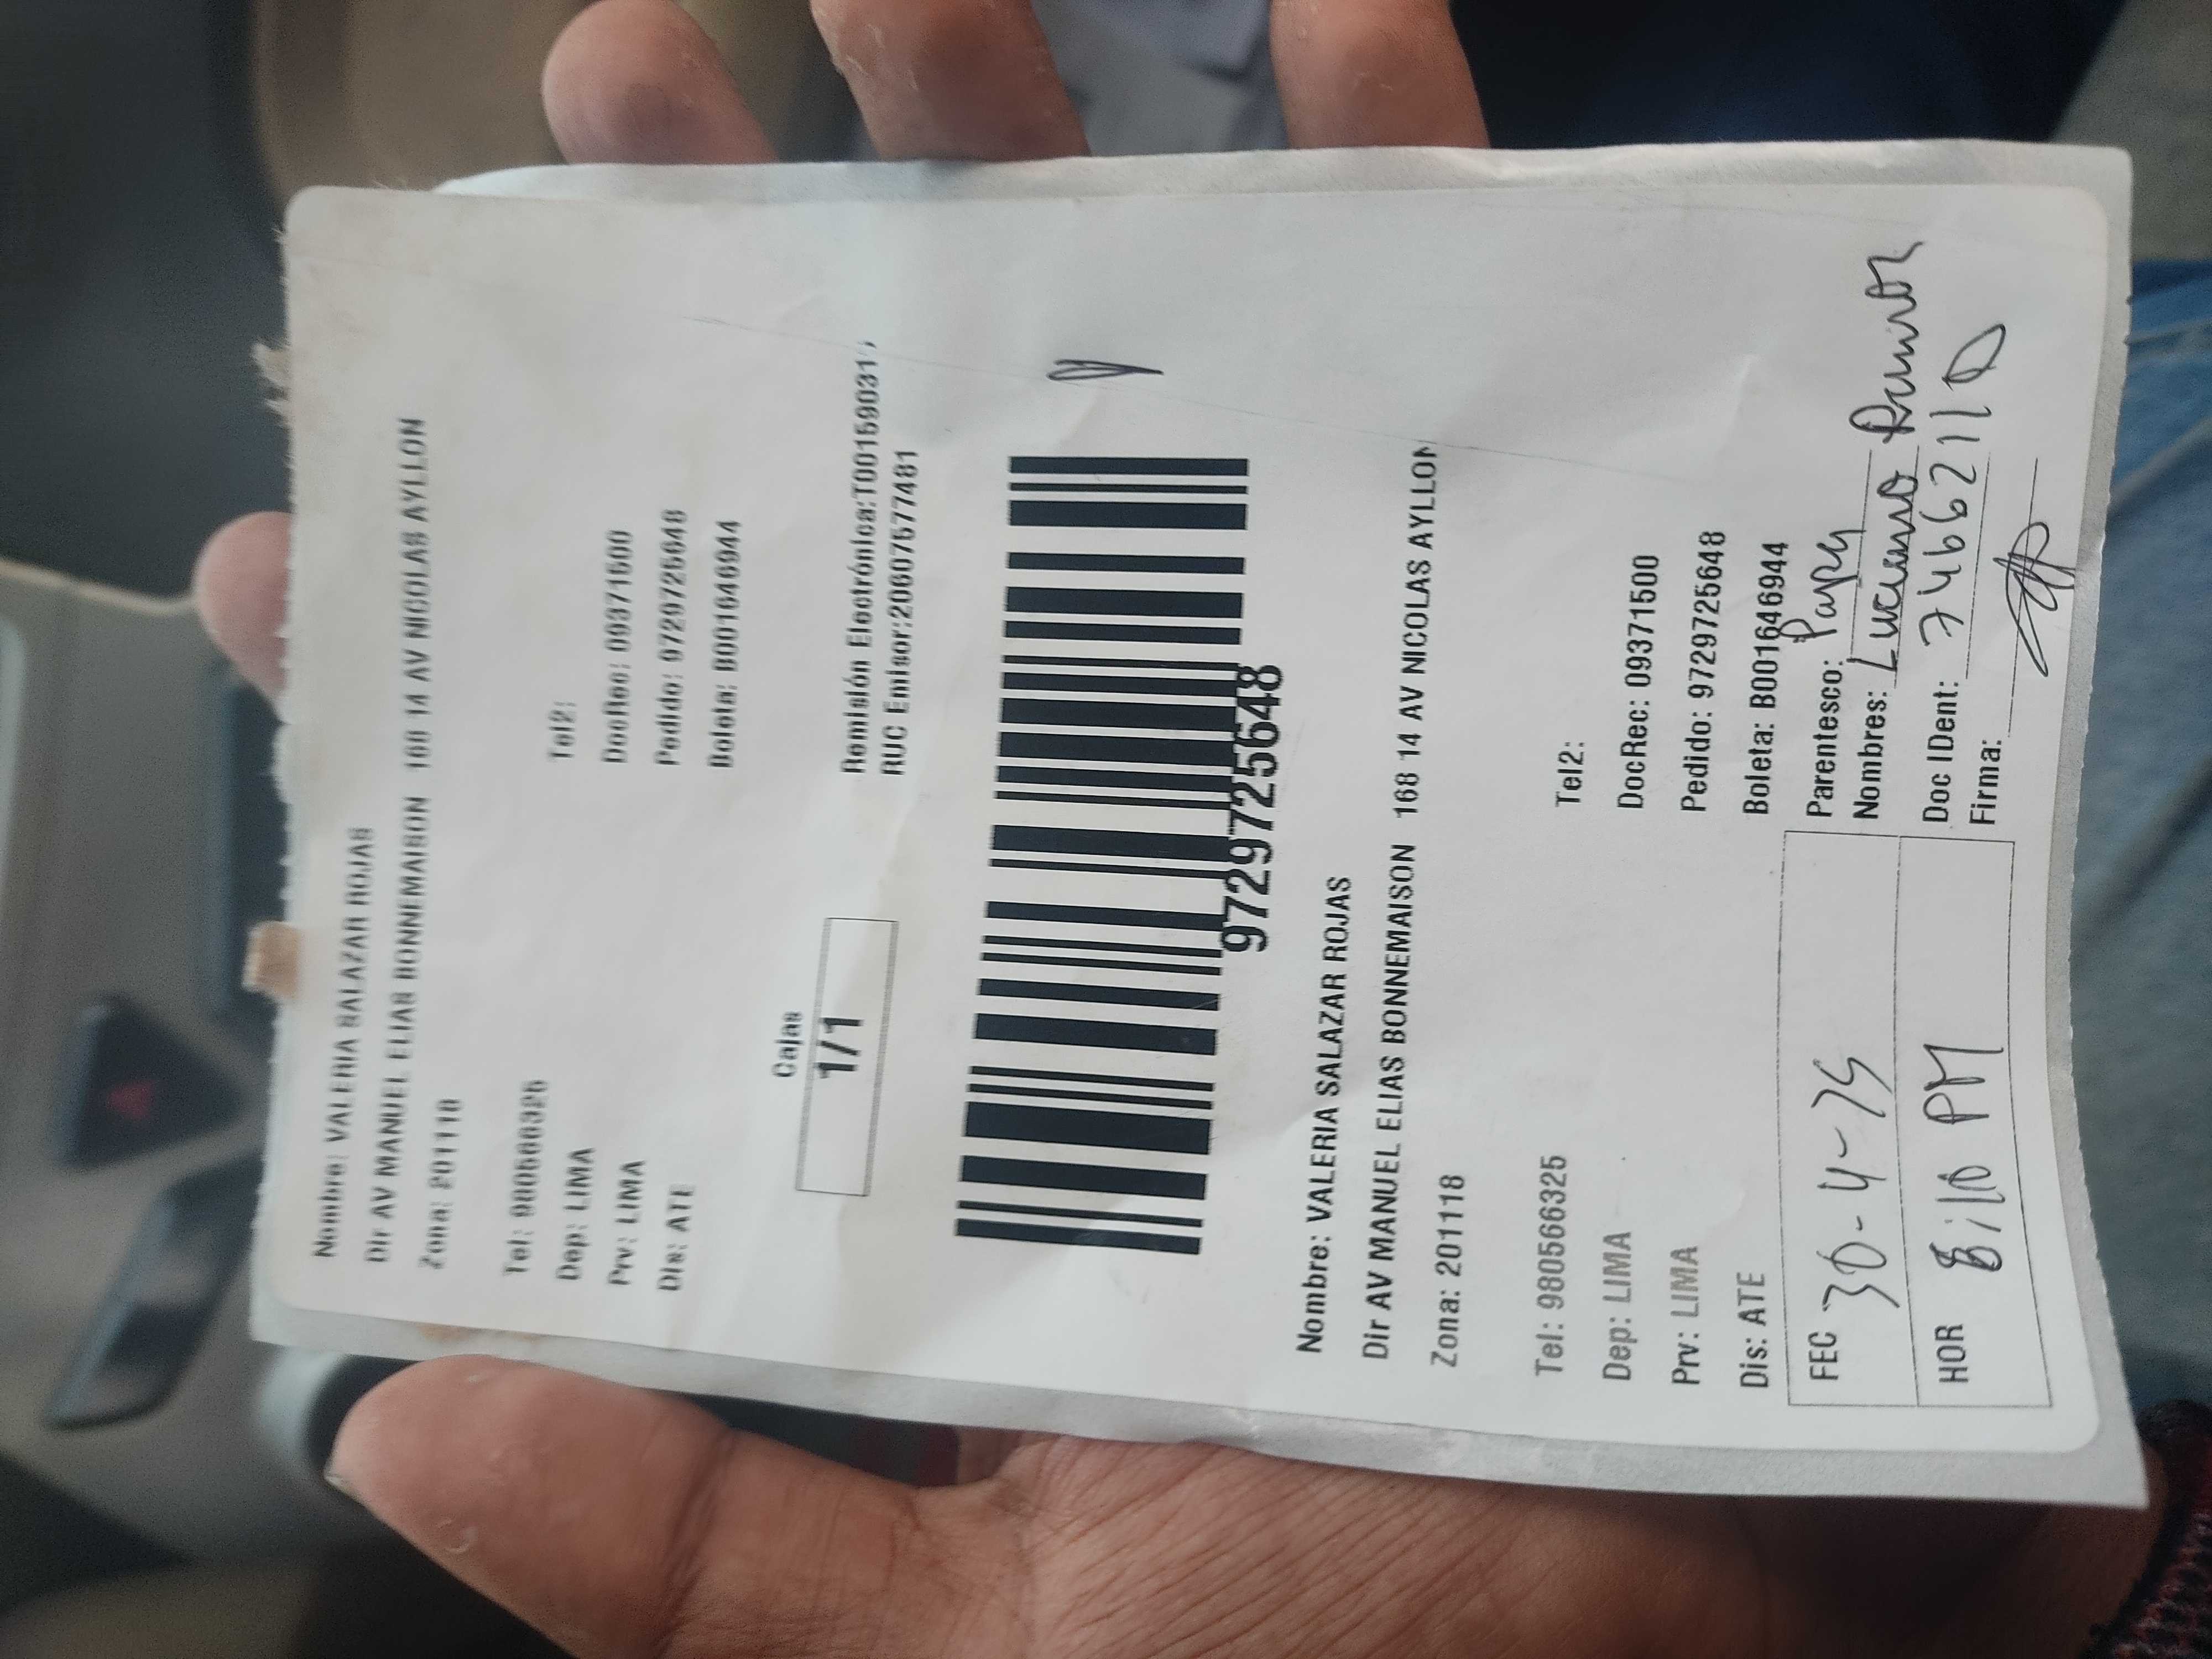 Nombre: VALERIA SALAZAR ROJAS
Dir AV MANUEL ELIAS BONNEMAISON 168 14 AV NICOLAS AYLLON
Zona: 201118
Tel: 980566325 Tel2:
Dep: LIMA DocRec: 09371500
Prv: LIMA Pedido: 9729725648
Dis: ATE Boleta: B001646944
Cajas
1/1
Remisión Electrónica:T00159031
RUC Emisor:20607577481
9729725648
Nombre: VALERIA SALAZAR ROJAS
Dir AV MANUEL ELIAS BONNEMAISON 168 14 AV NICOLAS AYLLON
Zona: 201118
Tel: 980566325 Tel2:
Dep: LIMA DocRec: 09371500
Prv: LIMA Pedido: 9729725648
Dis: ATE Boleta: B001646944
FEC 30-4-25 Parentesco:
Nombres: Luciano Ramos
HOR 8:10 PM Doc IDent: 74662110
Firma: